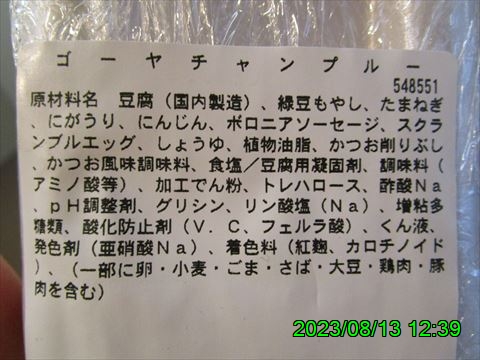 ゴーヤチャンプルー
548551
原材料名　豆腐（国内製造）、緑豆もやし、たまねぎ
、にがうり、にんじん、ボロニアソーセージ、スクラ
ンブルエッグ、しょうゆ、植物油脂、かつお削りぶし
、かつお風味調味料、食塩／豆腐用凝固剤、調味料（
アミノ酸等）、加工でん粉、トレハロース、酢酸Ｎａ
、ｐＨ調整剤、グリシン、リン酸塩（Ｎａ）、増粘多
糖類、酸化防止剤（Ｖ．Ｃ、フェルラ酸）、くん液、
発色剤（亜硝酸Ｎａ）、着色料（紅麹、カロチノイド
）、（一部に卵・小麦・ごま・さば・大豆・鶏肉・豚
肉を含む）
2023/08/13 12:39